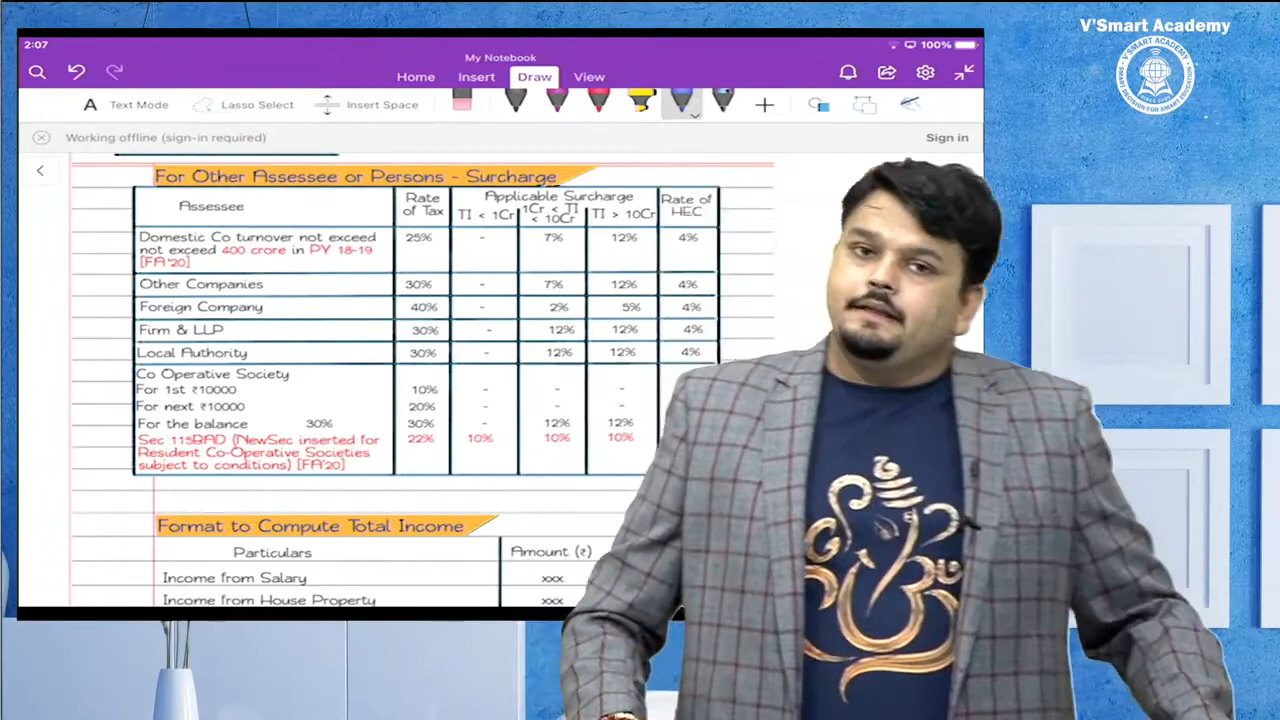 V'Smart Academy
V SMART ACADEMY
SMART DECISION FOR SMART EDUCATION
2:07
100%
My Notebook
Home Insert Draw View
A Text Mode Lasso Select Insert Space
Working offline (sign-in required) Sign in
For Other Assessee or Persons - Surcharge
Assessee Rate of Tax Applicable Surcharge Rate of HEC
TI < 1Cr 1Cr < TI < 10Cr TI > 10Cr
Domestic Co turnover not exceed 25% - 7% 12% 4%
not exceed 400 crore in PY 18-19
[FA'20]
Other Companies 30% - 7% 12% 4%
Foreign Company 40% - 2% 5% 4%
Firm & LLP 30% - 12% 12% 4%
Local Authority 30% - 12% 12% 4%
Co Operative Society
For 1st ₹10000 10% - - -
For next ₹10000 20% - - -
For the balance 30% 30% - 12% 12%
Sec 115BAD (NewSec inserted for 22% 10% 10% 10%
Resident Co-Operative Societies
subject to conditions) [FA'20]
Format to Compute Total Income
Particulars Amount (₹)
Income from Salary xxx
Income from House Property xxx